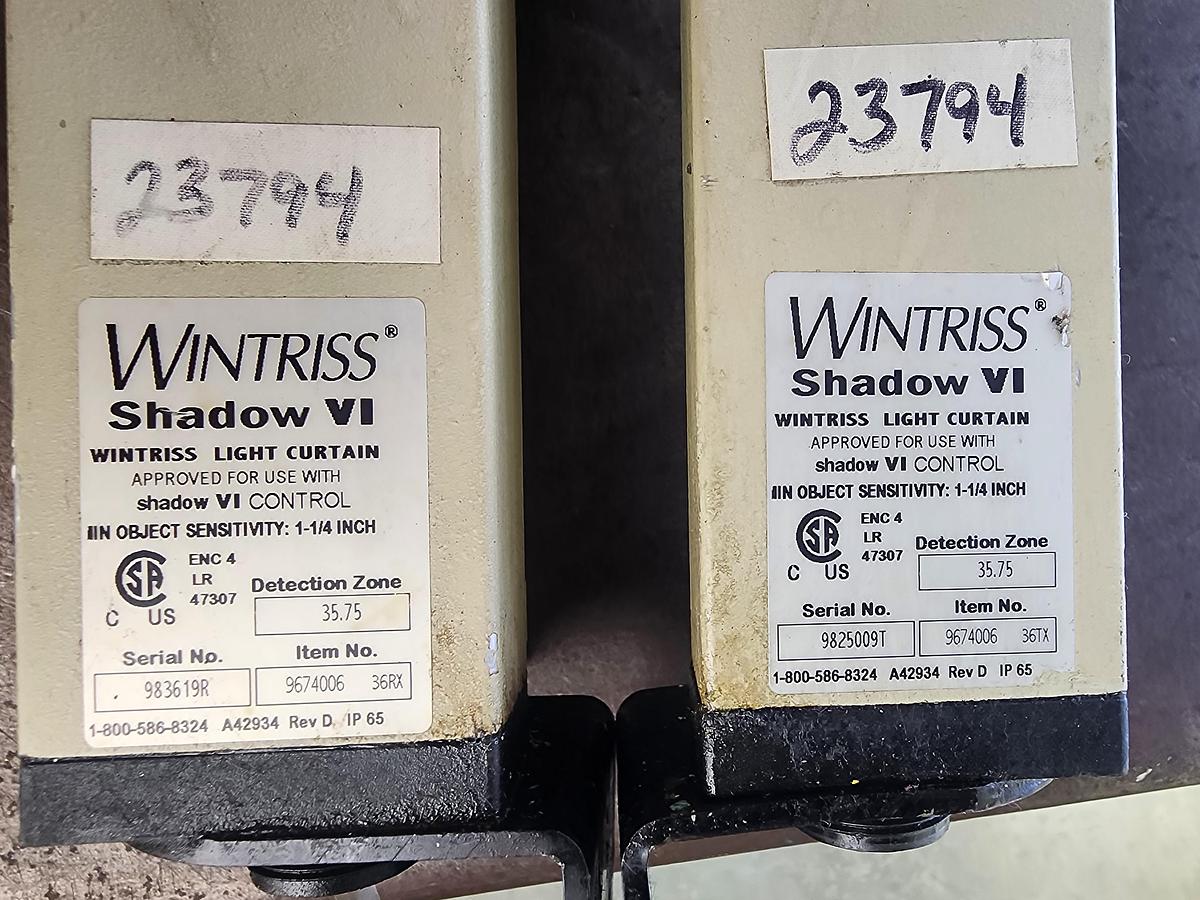 23794
WINTRISS®
Shadow VI
WINTRISS LIGHT CURTAIN
APPROVED FOR USE WITH
shadow VI CONTROL
IIN OBJECT SENSITIVITY: 1-1/4 INCH
SA
C US
ENC 4
LR
47307
Detection Zone
35.75
Serial No.
983619R
Item No.
9674006 36RX
1-800-586-8324 A42934 Rev D IP 65
23794
WINTRISS®
Shadow VI
WINTRISS LIGHT CURTAIN
APPROVED FOR USE WITH
shadow VI CONTROL
IIN OBJECT SENSITIVITY: 1-1/4 INCH
SA
C US
ENC 4
LR
47307
Detection Zone
35.75
Serial No.
9825009T
Item No.
9674006 36TX
1-800-586-8324 A42934 Rev D IP 65